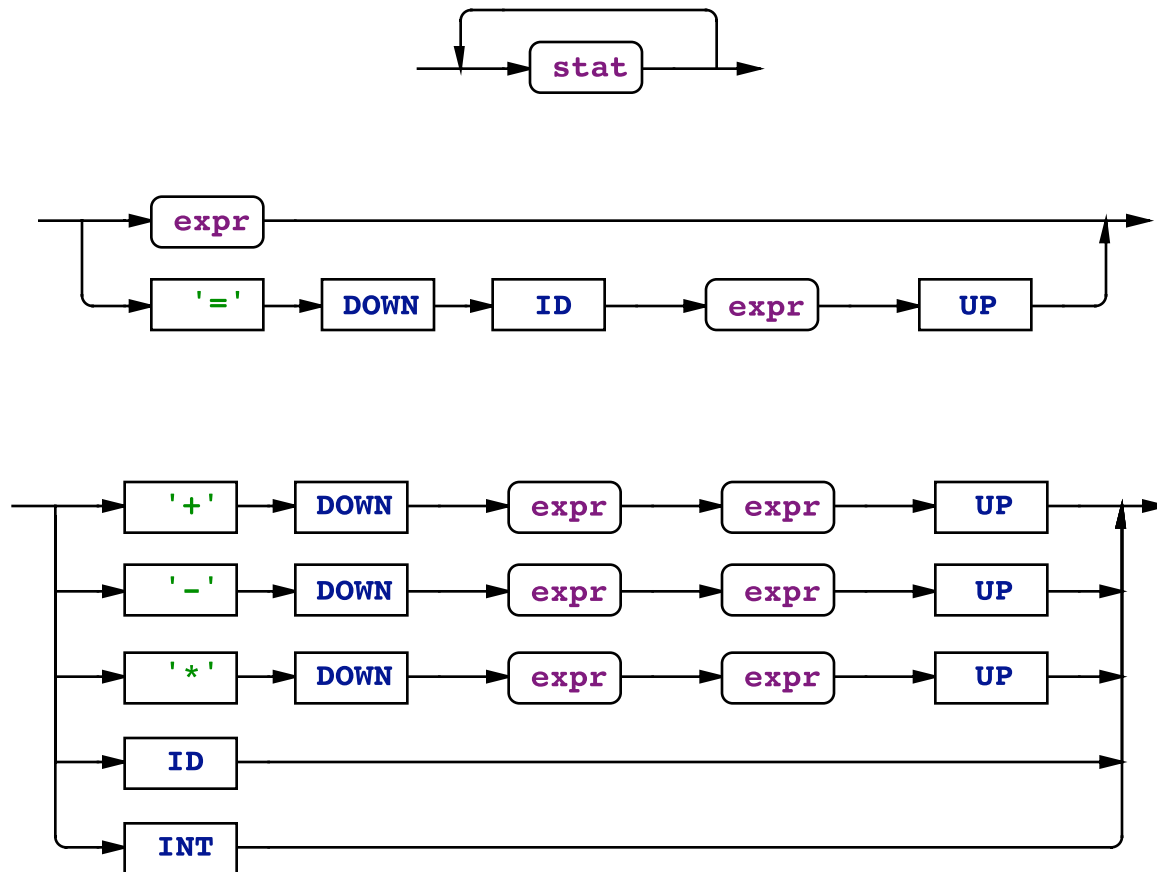 stat
expr
'=' DOWN ID expr UP
'+' DOWN expr expr UP
'-' DOWN expr expr UP
'*' DOWN expr expr UP
ID
INT